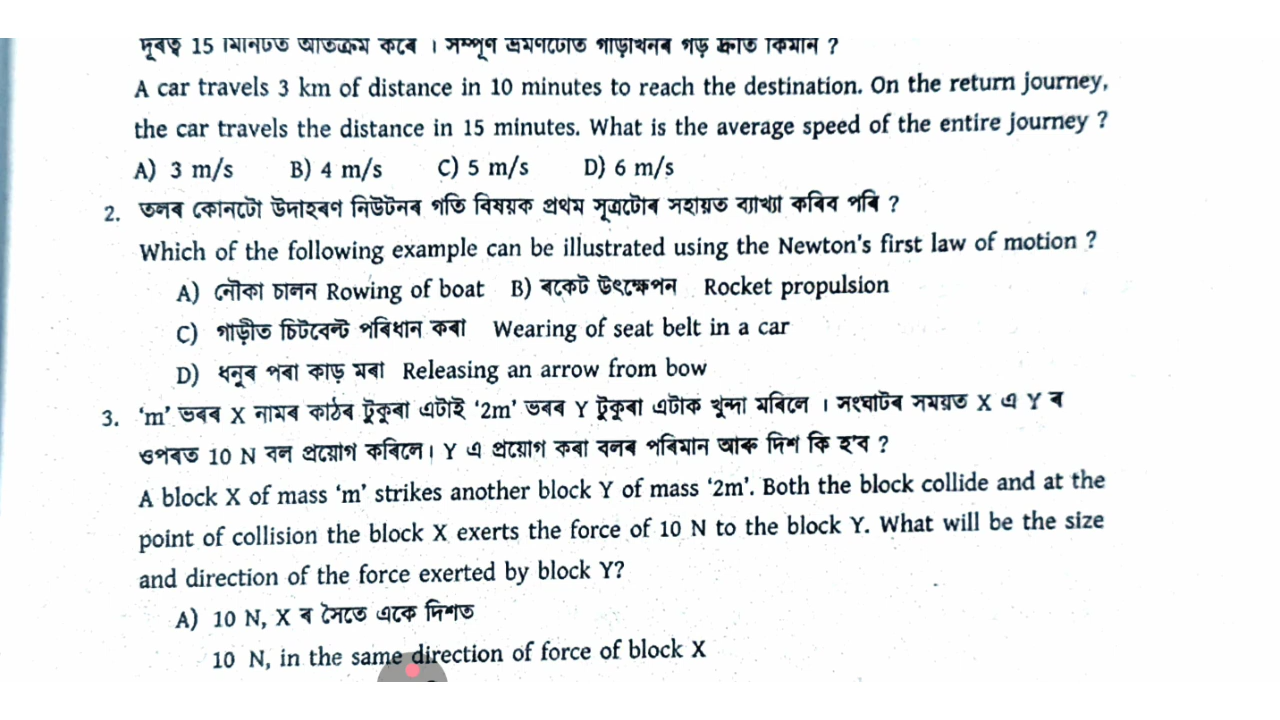 দূৰত্ব 15 মিনিটত অতিক্ৰম কৰে । সম্পূৰ্ণ ভ্ৰমণটোত গাড়ীখনৰ গড় দ্ৰুতি কিমান ?
A car travels 3 km of distance in 10 minutes to reach the destination. On the return journey,
the car travels the distance in 15 minutes. What is the average speed of the entire journey ?
A) 3 m/s B) 4 m/s C) 5 m/s D) 6 m/s
2. তলৰ কোনটো উদাহৰণ নিউটনৰ গতি বিষয়ক প্ৰথম সূত্ৰটোৰ সহায়ত ব্যাখ্যা কৰিব পৰি ?
Which of the following example can be illustrated using the Newton's first law of motion ?
A) নৌকা চালন Rowing of boat B) ৰকেট উৎক্ষেপন Rocket propulsion
C) গাড়ীত চিটবেল্ট পৰিধান কৰা Wearing of seat belt in a car
D) ধনুৰ পৰা কাড় মৰা Releasing an arrow from bow
3. 'm' ভৰৰ X নামৰ কাঠৰ টুকুৰা এটাই '2m' ভৰৰ Y টুকুৰা এটাক খুন্দা মৰিলে । সংঘাটৰ সময়ত X এ Y ৰ
ওপৰত 10 N বল প্ৰয়োগ কৰিলে। Y এ প্ৰয়োগ কৰা বলৰ পৰিমান আৰু দিশ কি হ'ব ?
A block X of mass 'm' strikes another block Y of mass '2m'. Both the block collide and at the
point of collision the block X exerts the force of 10 N to the block Y. What will be the size
and direction of the force exerted by block Y?
A) 10 N, X ৰ সৈতে একে দিশত
10 N, in the same direction of force of block X